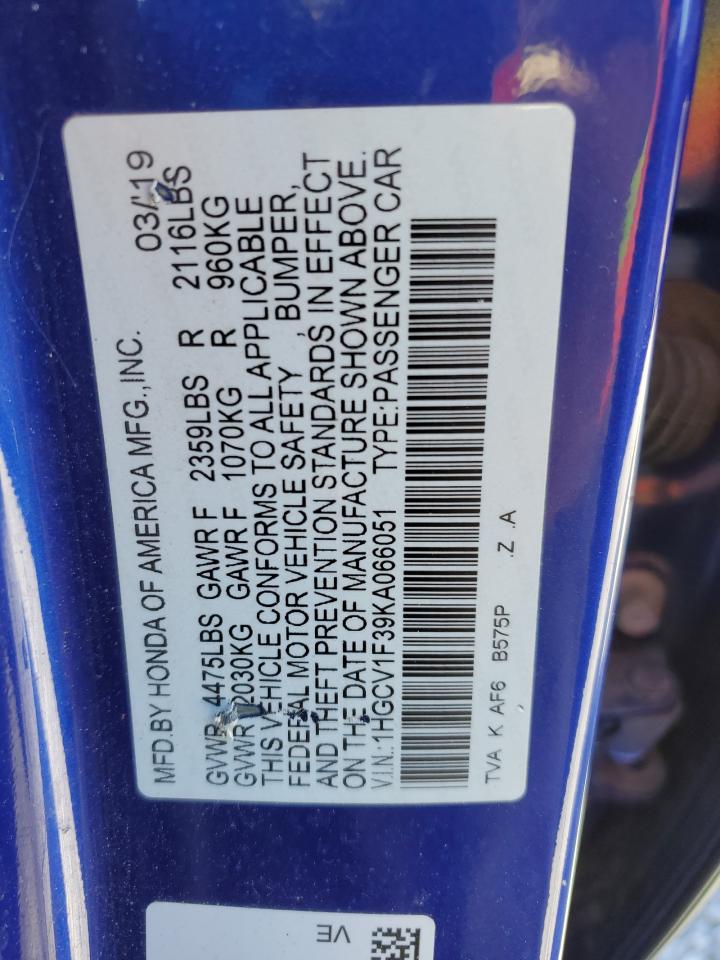 MFD.BY HONDA OF AMERICA MFG.,INC. 03/19
GVWR 4475LBS GAWR F 2359LBS R 2116LBS
GVWR 2030KG GAWR F 1070KG R 960KG
THIS VEHICLE CONFORMS TO ALL APPLICABLE
FEDERAL MOTOR VEHICLE SAFETY , BUMPER,
AND THEFT PREVENTION STANDARDS IN EFFECT
ON THE DATE OF MANUFACTURE SHOWN ABOVE.
V.I.N.:1HGCV1F39KA066051 TYPE:PASSENGER CAR
TVA K AF6 B575P .Z .A
VE